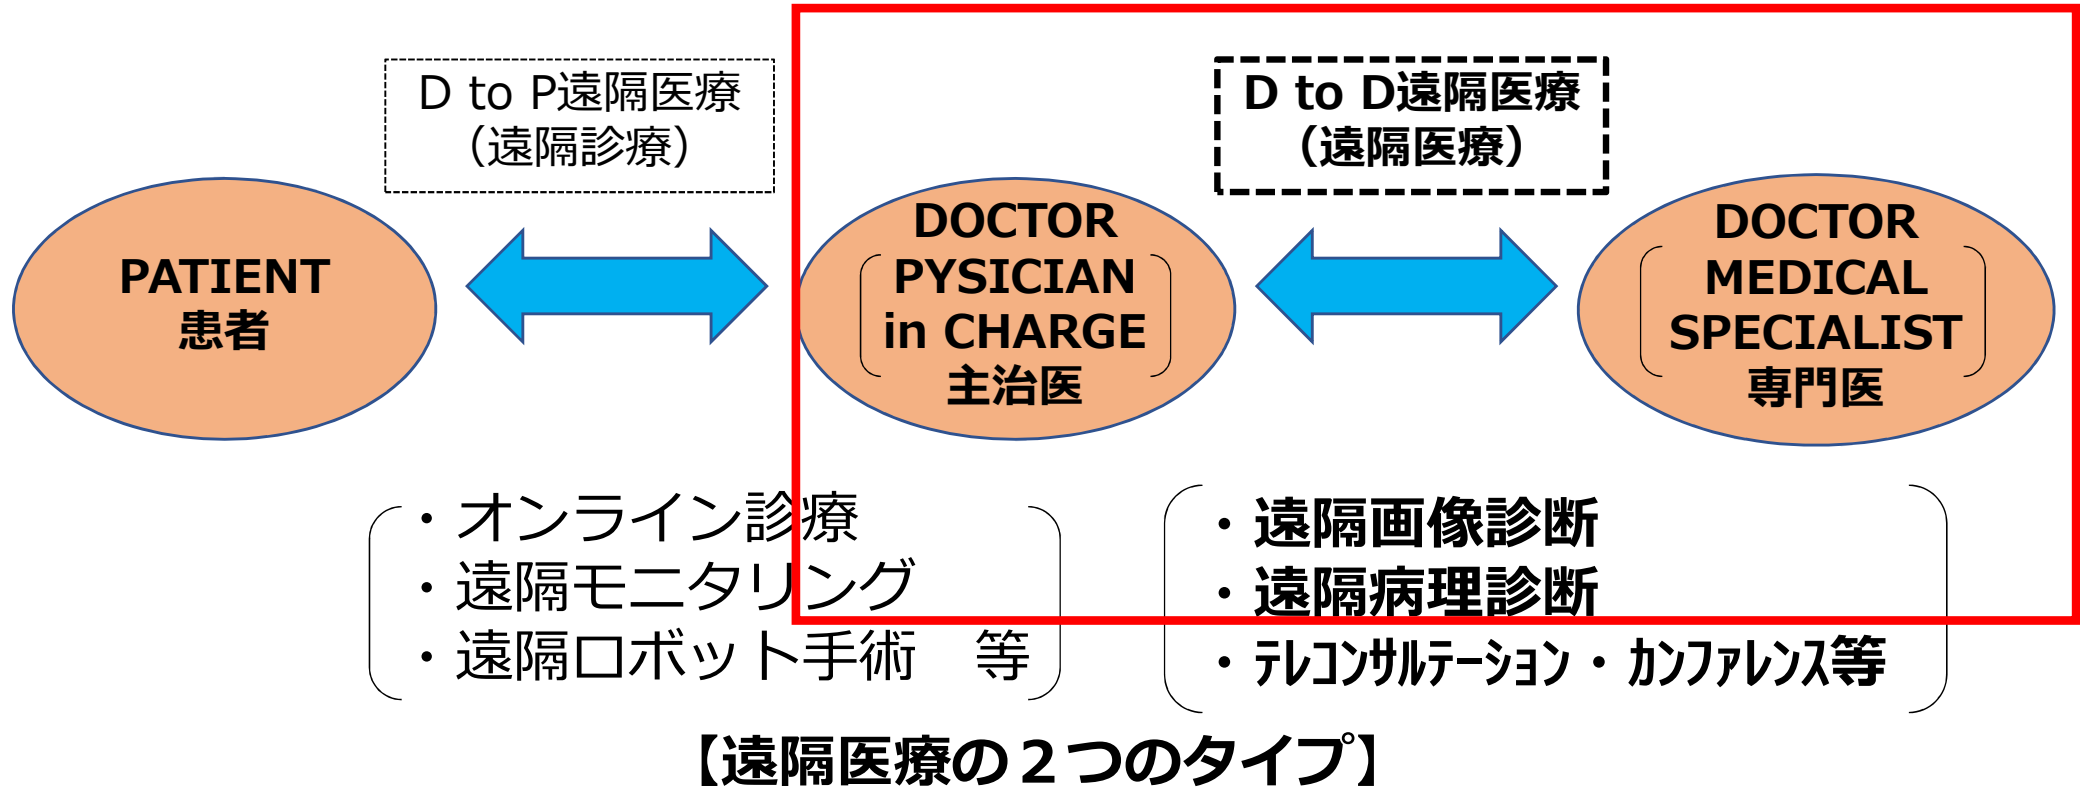 D to P遠隔医療
（遠隔診療）
D to D遠隔医療
（遠隔医療）
PATIENT
患者
DOCTOR
PYSICIAN
in CHARGE
主治医
DOCTOR
MEDICAL
SPECIALIST
専門医
・オンライン診療
・遠隔モニタリング
・遠隔ロボット手術　等
・遠隔画像診断
・遠隔病理診断
・ﾃﾚｺﾝｻﾙﾃｰｼｮﾝ・ｶﾝﾌｧﾚﾝｽ等
【遠隔医療の２つのタイプ】